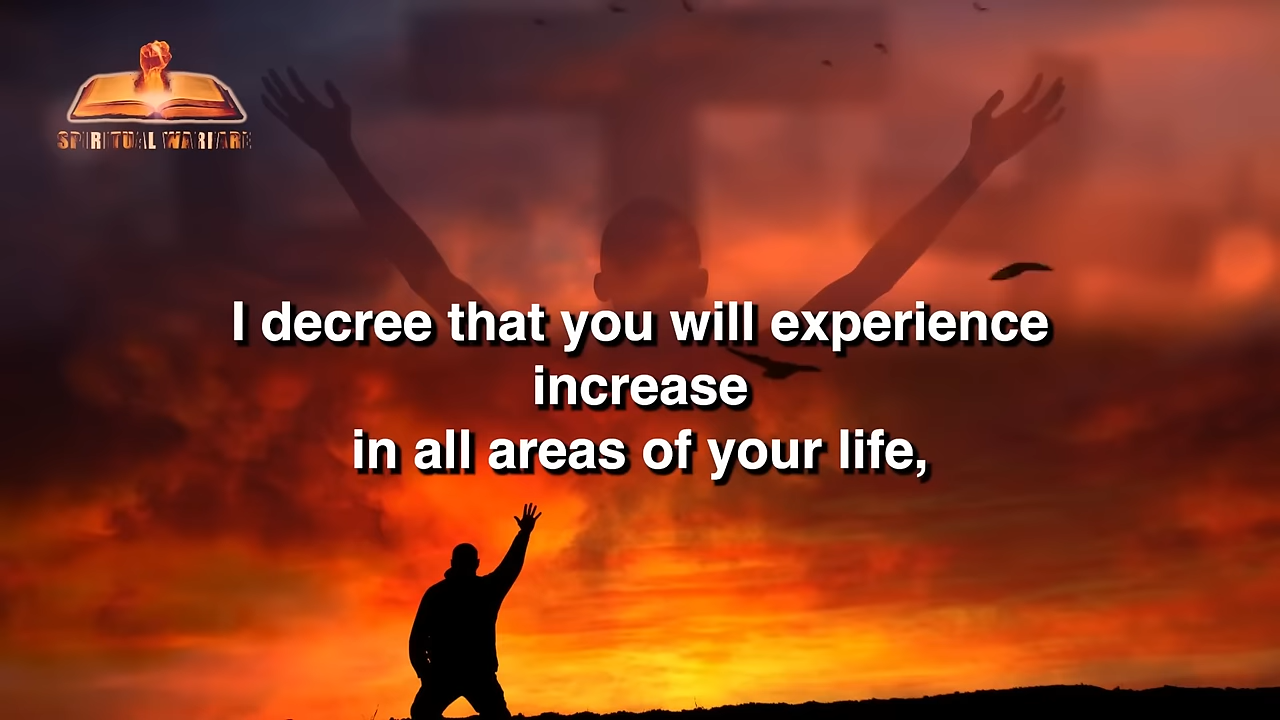 SPIRITUAL WARFARE
I decree that you will experience
increase
in all areas of your life,